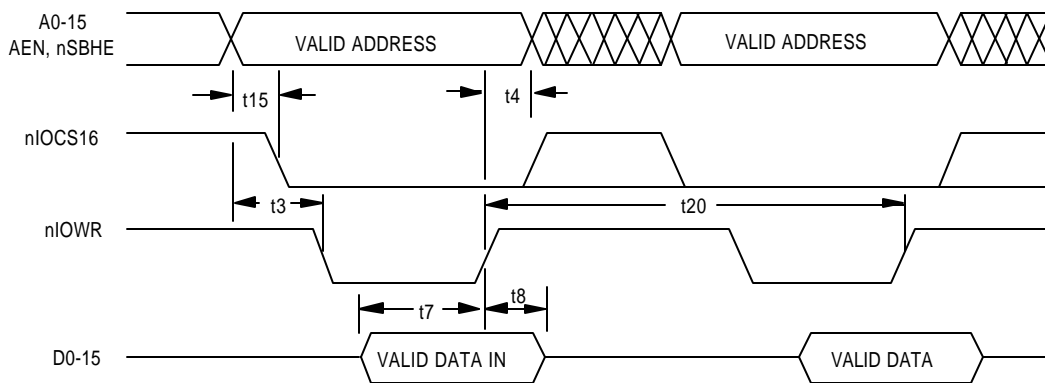 A0-15
AEN, nSBHE
VALID ADDRESS
VALID ADDRESS
t15
t4
nIOCS16
t3
t20
nIOWR
t7
t8
D0-15
VALID DATA IN
VALID DATA